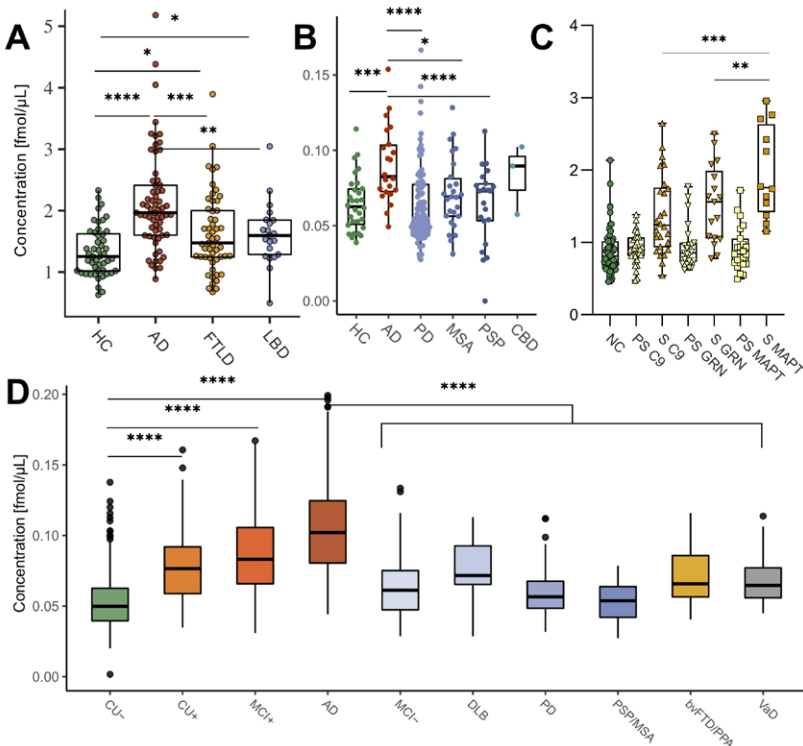 A
Concentration [fmol/μL]
5
4
3
2
1
*
*
**** ***
**
HC
AD
FTLD
LBD
B
0.15
0.10
0.05
0.00
****
*
***
****
HC
AD
PD
MSA
PSP
CBD
C
4
3
2
1
0
***
**
NC
PS C9
S C9
PS GRN
S GRN
PS MAPT
S MAPT
D
Concentration [fmol/μL]
0.20
0.15
0.10
0.05
0.00
****
****
****
****
CU−
CU+
MCI+
AD
MCI−
DLB
PD
PSP/MSA
bvFTD/PPA
VaD